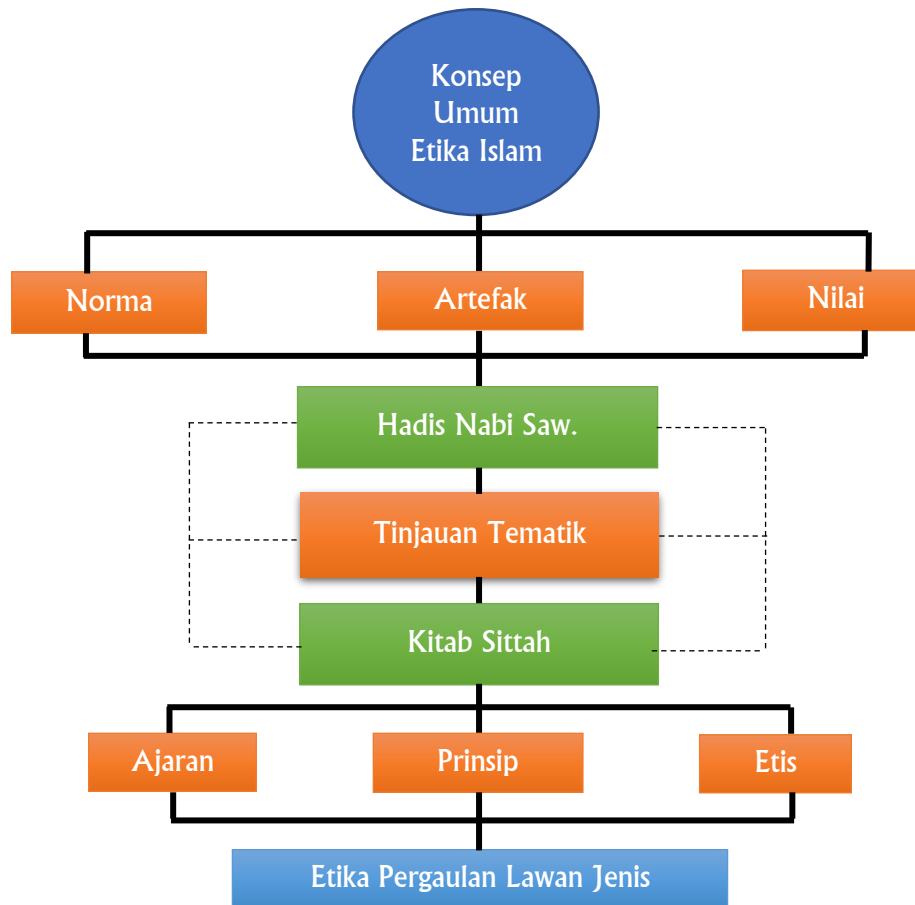 Konsep
Umum
Etika Islam
Norma
Artefak
Nilai
Hadis Nabi Saw.
Tinjauan Tematik
Kitab Sittah
Ajaran
Prinsip
Etis
Etika Pergaulan Lawan Jenis